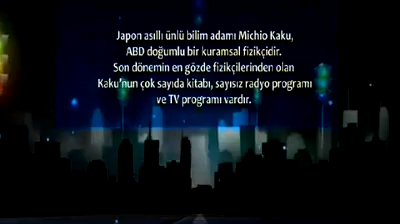 Japon asıllı ünlü bilim adamı Michio Kaku,
ABD doğumlu bir kuramsal fizikçidir.
Son dönemin en gözde fizikçilerinden olan
Kaku'nun çok sayıda kitabı, sayısız radyo programı
ve TV programı vardır.